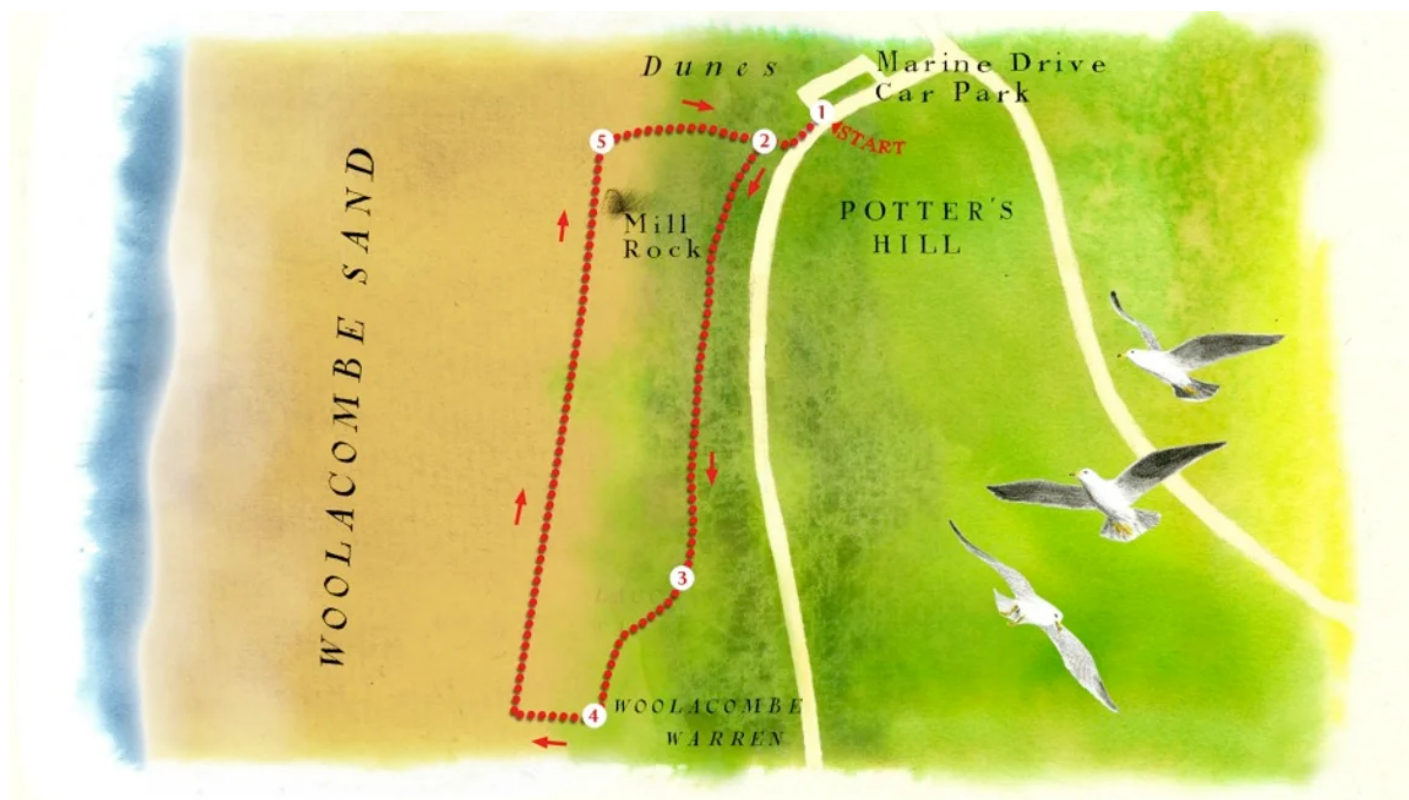 Dunes
Marine Drive
Car Park
1
START
5
2
Mill
Rock
POTTER'S
HILL
WOOLACOMBE SAND
3
4
WOOLACOMBE
WARREN